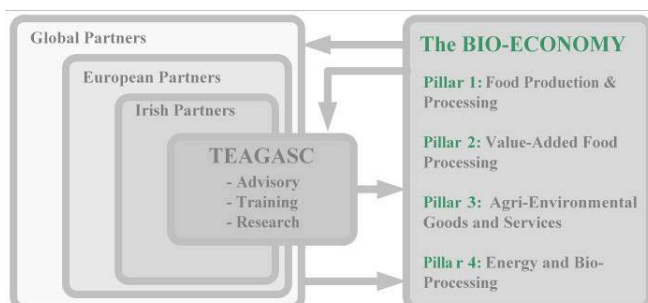 Global Partners
European Partners
Irish Partners
TEAGASC
- Advisory
- Training
- Research
The BIO-ECONOMY
Pillar 1: Food Production &
Processing
Pillar 2: Value-Added Food
Processing
Pillar 3: Agri-Environmental
Goods and Services
Pillar 4: Energy and Bio-
Processing